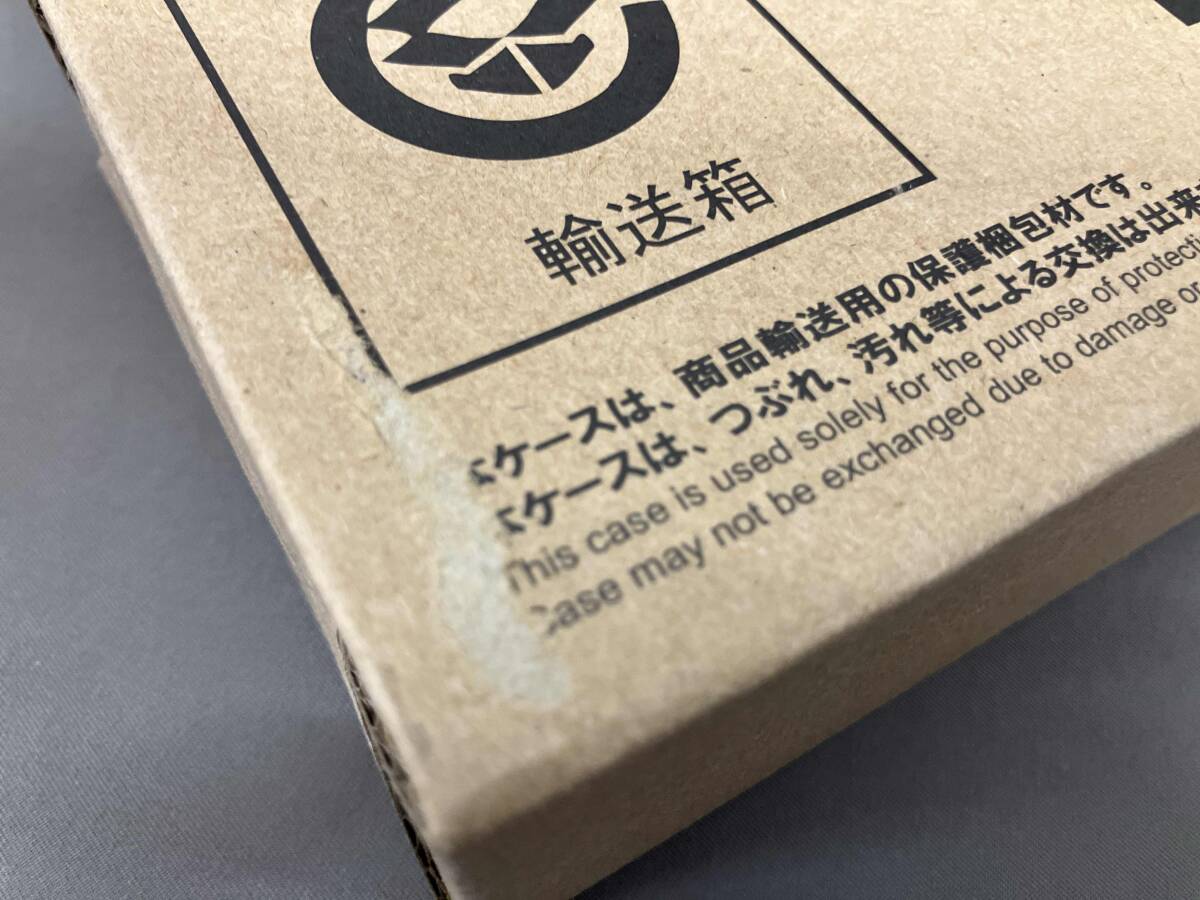 輸送箱
ケースは、商品輸送用の保護梱包材です。
ケースは、つぶれ、汚れ等による交換は出来
This case is used solely for the purpose of protecti
Case may not be exchanged due to damage or